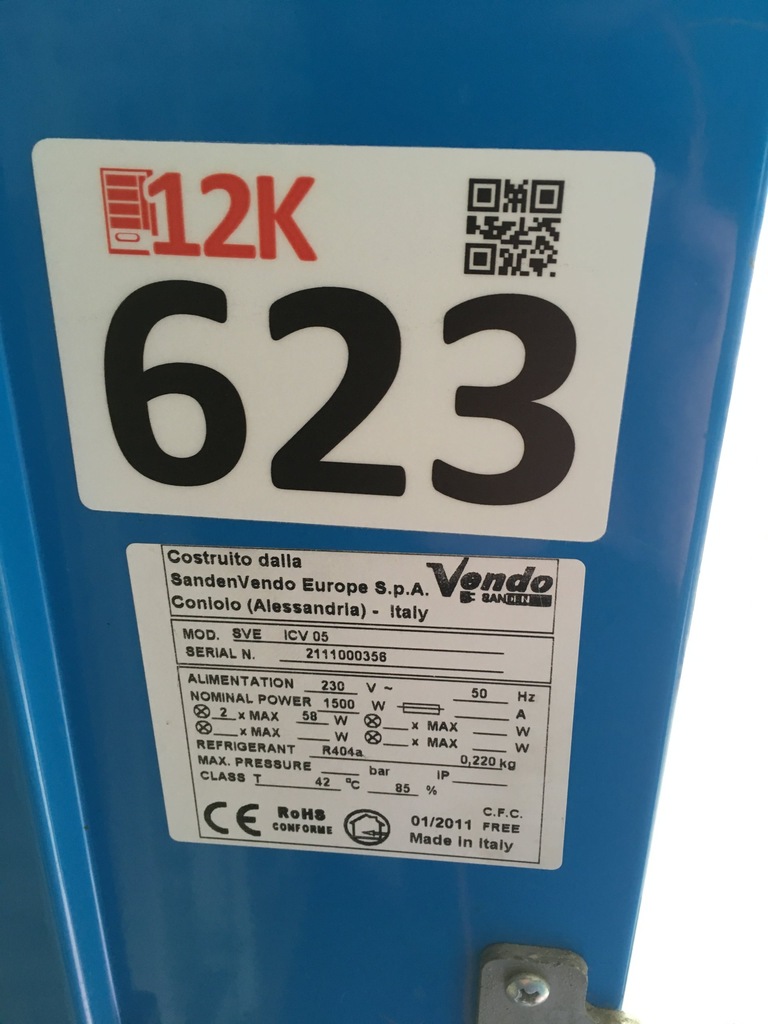 12K
623
Costruito dalla
SandenVendo Europe S.p.A.
Coniolo (Alessandria) - Italy
Vendo
SANDEN
MOD. SVE ICV 05
SERIAL N. 2111000356
ALIMENTATION 230 V ~ 50 Hz
NOMINAL POWER 1500 W A
2 x MAX 58 W x MAX W
x MAX W x MAX W
REFRIGERANT R404a 0,220 kg
MAX. PRESSURE bar IP
CLASS T 42 °C 85 %
CE RoHS CONFORME 01/2011 C.F.C. FREE
Made in Italy